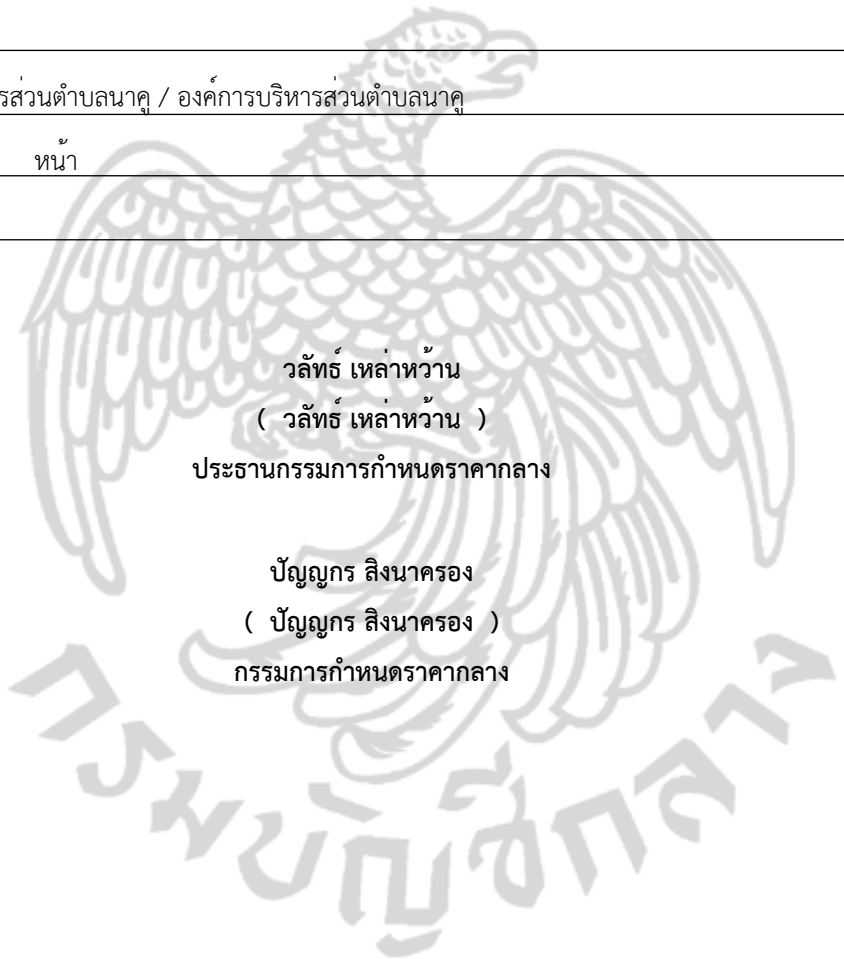 รส่วนตำบลนาคู / องค์การบริหารส่วนตำบลนาคู
หน้า
วลัทธ์ เหล่าหว้าน
( วลัทธ์ เหล่าหว้าน )
ประธานกรรมการกำหนดราคากลาง
ปัญญกร สิงนาครอง
( ปัญญกร สิงนาครอง )
กรรมการกำหนดราคากลาง
กรมบัญชีกลาง